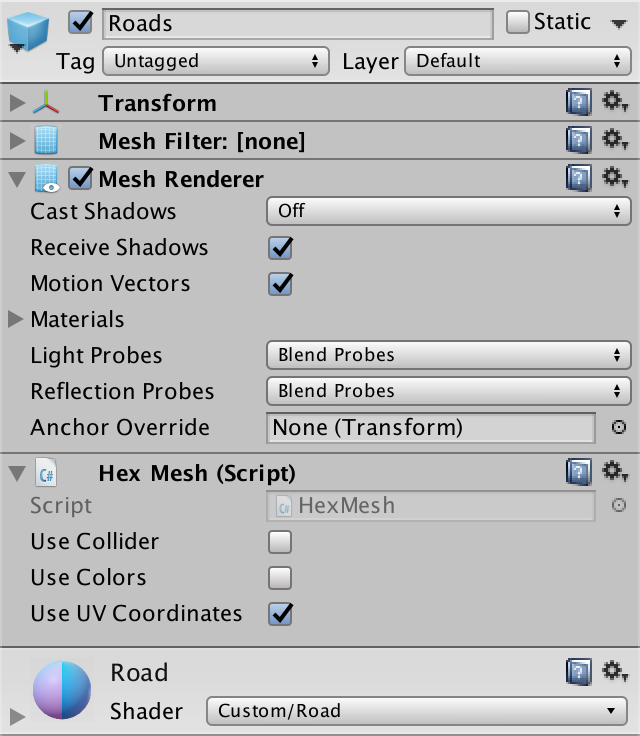 Roads Static
Tag Untagged Layer Default
Transform
Mesh Filter: [none]
Mesh Renderer
Cast Shadows Off
Receive Shadows
Motion Vectors
Materials
Light Probes Blend Probes
Reflection Probes Blend Probes
Anchor Override None (Transform)
C# Hex Mesh (Script)
Script C# HexMesh
Use Collider
Use Colors
Use UV Coordinates
Road
Shader Custom/Road